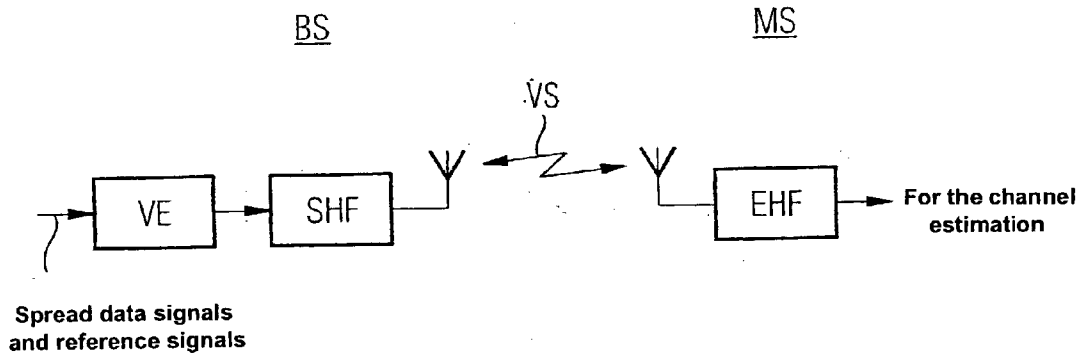 BS
MS
VS
VE
SHF
EHF
For the channel
estimation
Spread data signals
and reference signals